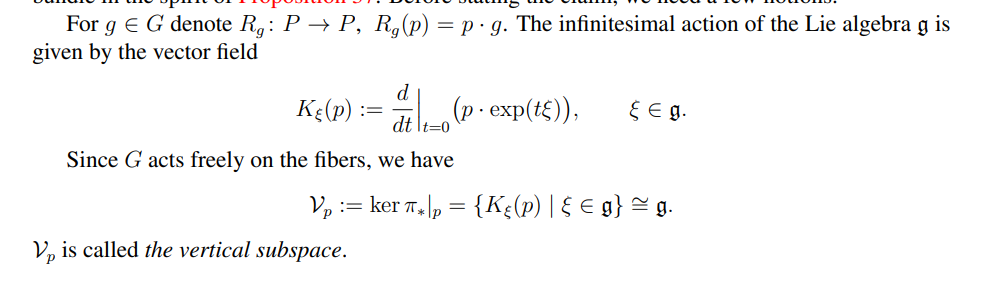 For g ∈ G denote R_g : P → P, R_g(p) = p · g. The infinitesimal action of the Lie algebra 𝔤 is
given by the vector field
K_ξ(p) := d/dt|_{t=0} (p · exp(tξ)), ξ ∈ 𝔤.
Since G acts freely on the fibers, we have
𝒱_p := ker π_*|_p = {K_ξ(p) | ξ ∈ 𝔤} ≅ 𝔤.
𝒱_p is called the vertical subspace.